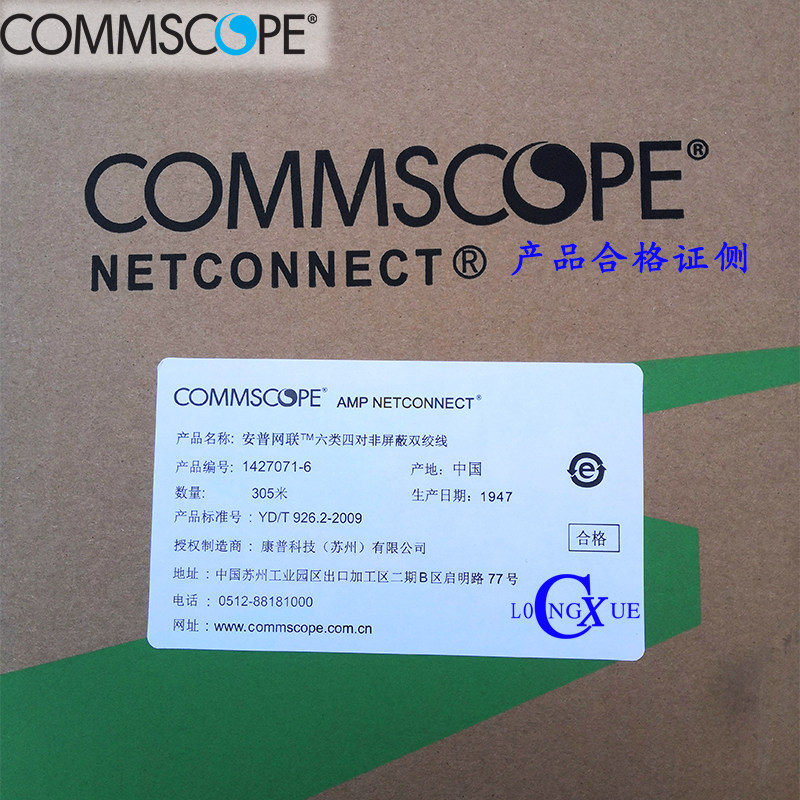 COMMSCOPE®
COMMSCOPE®
NETCONNECT® 产品合格证侧
COMMSCOPE® AMP NETCONNECT®
产品名称: 安普网联™六类四对非屏蔽双绞线
产品编号: 1427071-6 产地: 中国
数量: 305米 生产日期: 1947
产品标准号: YD/T 926.2-2009
合格
授权制造商: 康普科技（苏州）有限公司
地址: 中国苏州工业园区出口加工区二期B区启明路77号
电话: 0512-88181000
网址: www.commscope.com.cn
LONGXUE